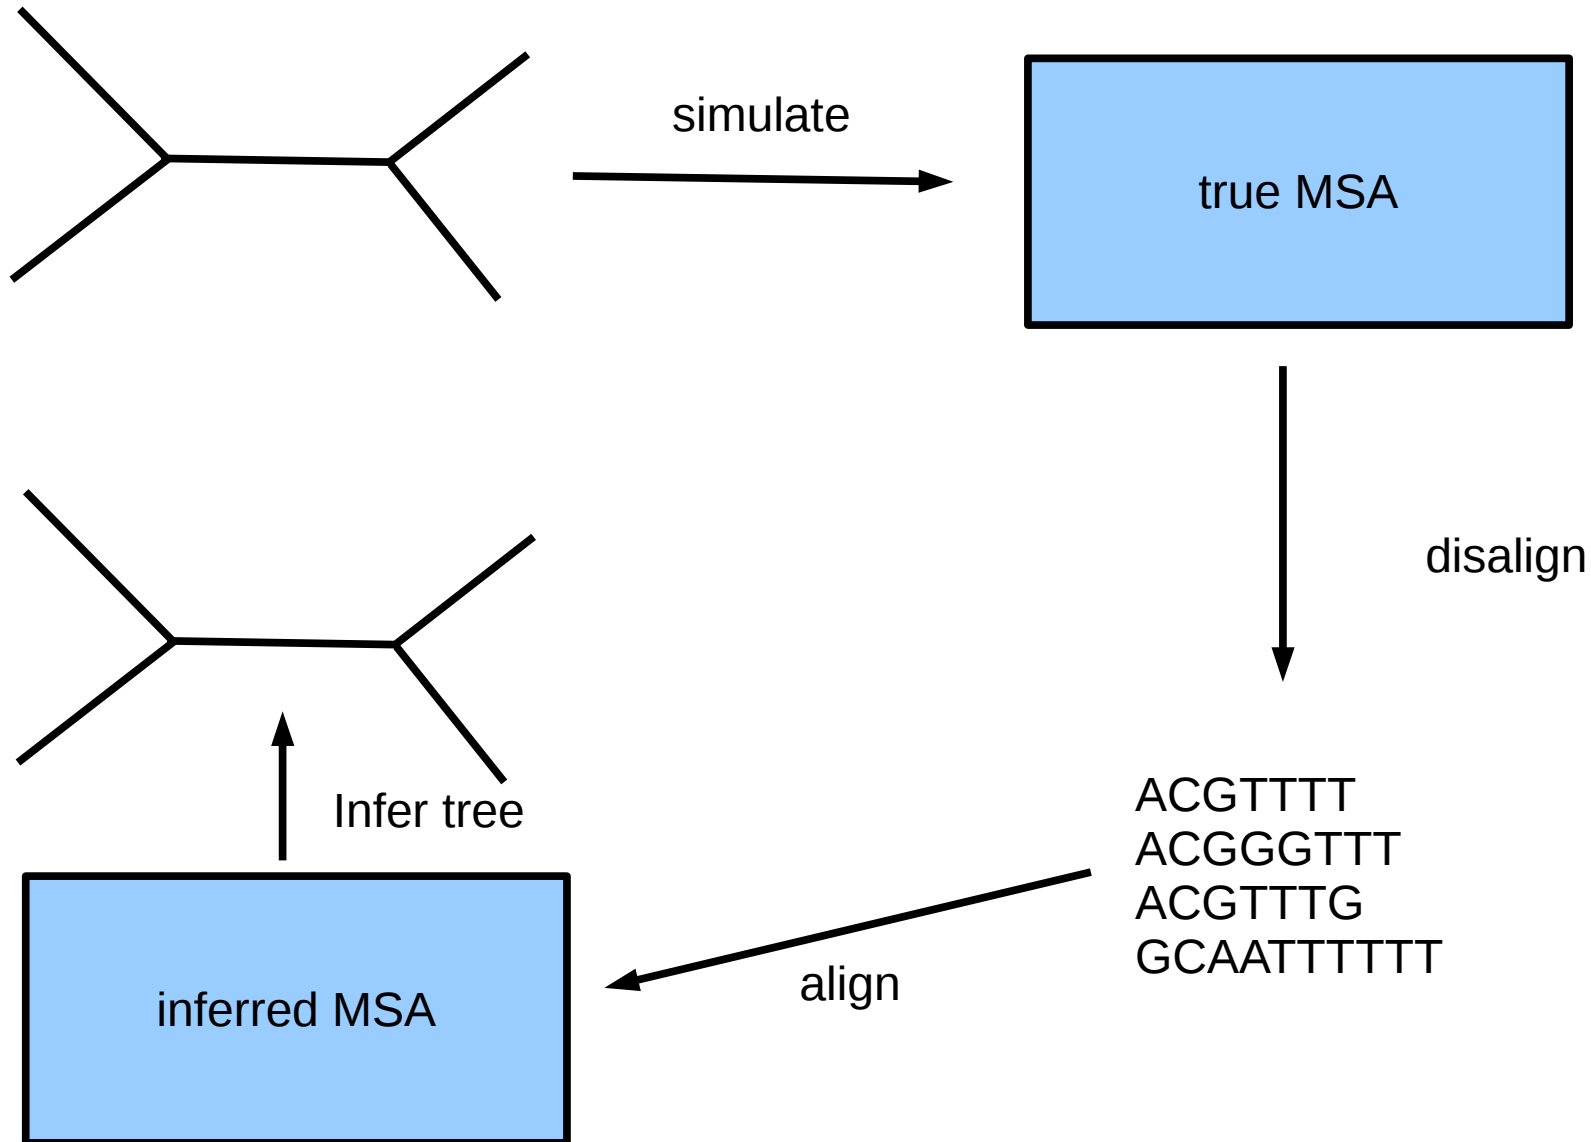 simulate
true MSA
disalign
ACGTTTT
ACGGGTTT
ACGTTTG
GCAATTTTTT
align
inferred MSA
Infer tree